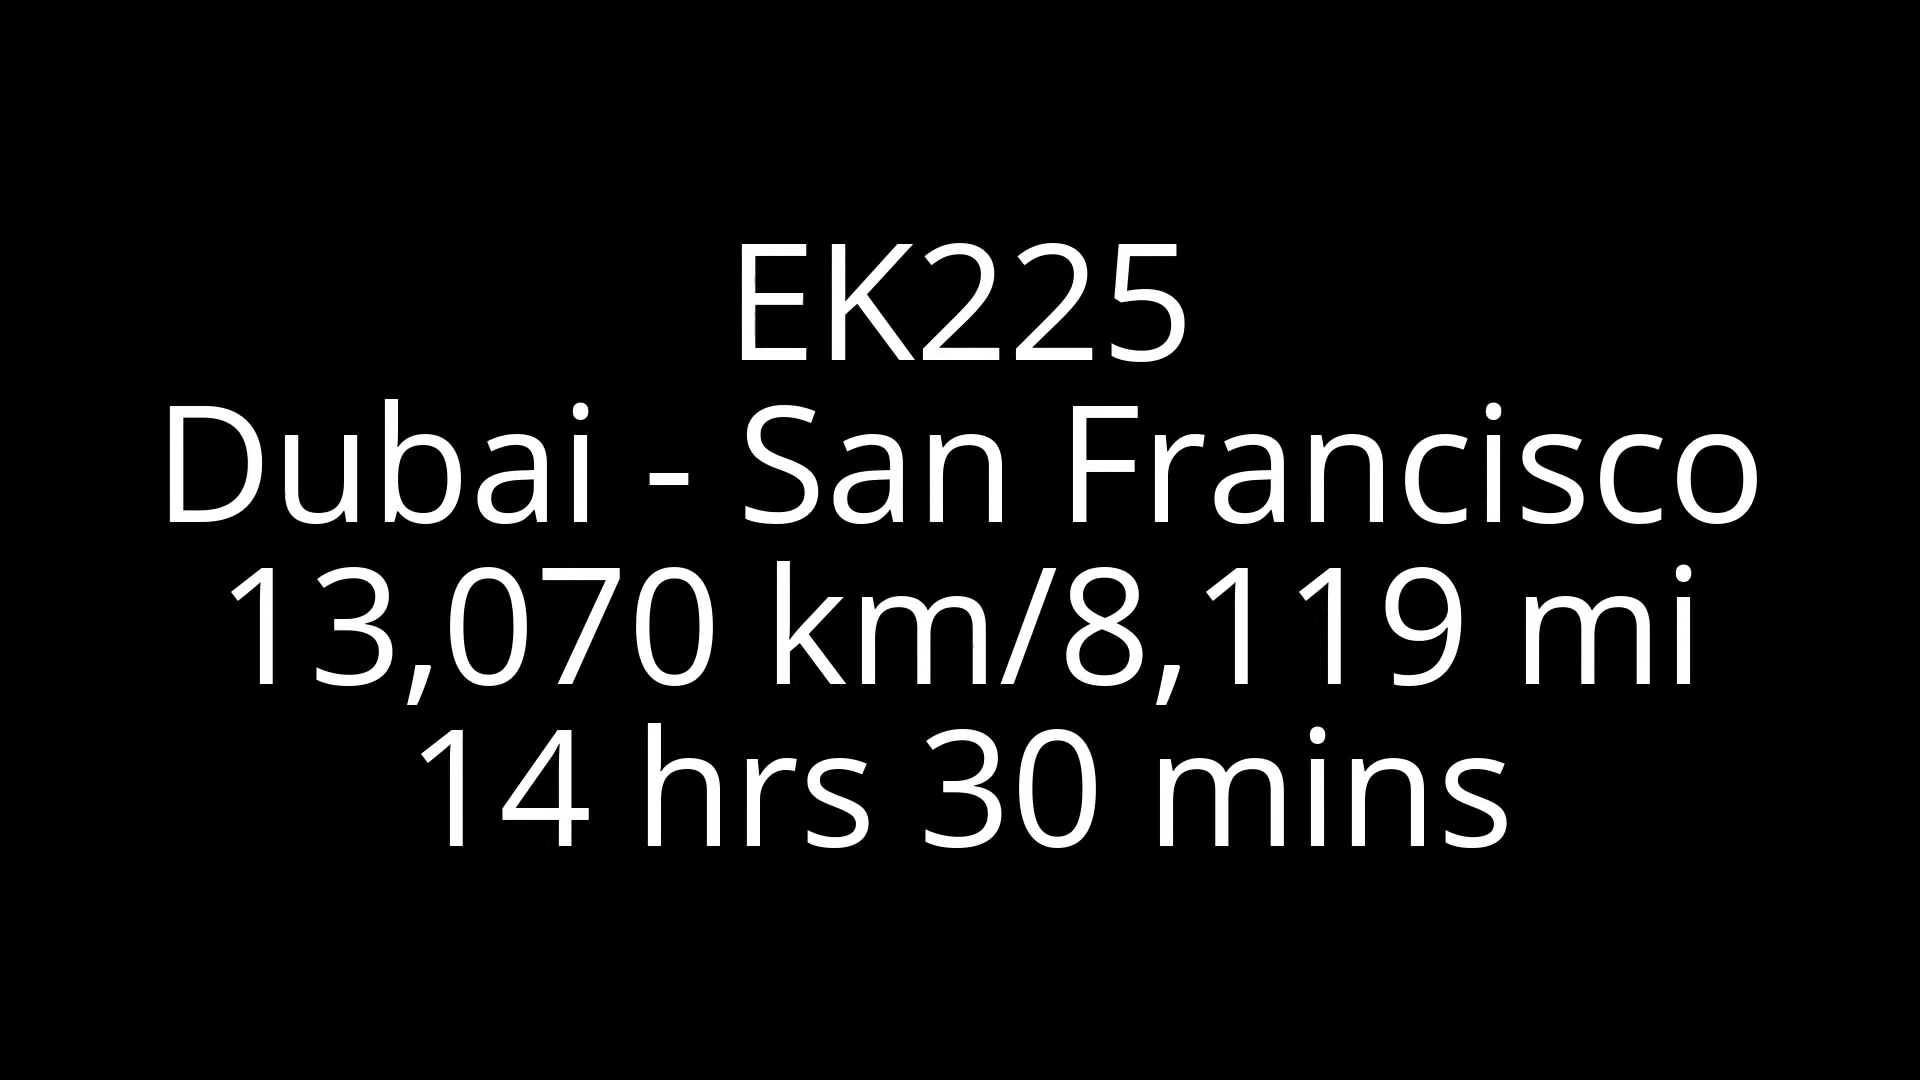 EK225
Dubai - San Francisco
13,070 km/8,119 mi
14 hrs 30 mins